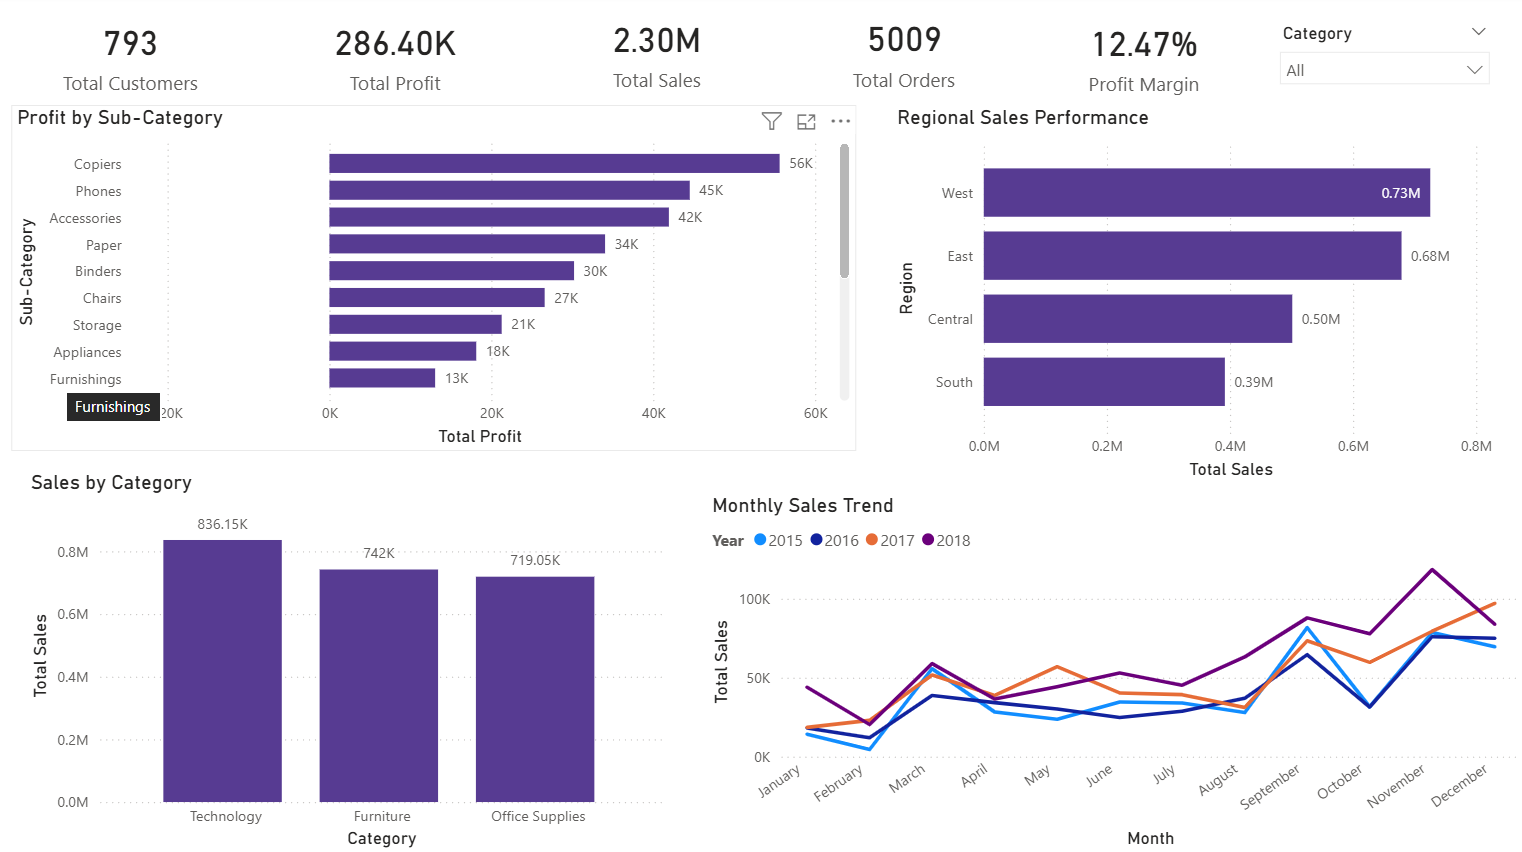 793
Total Customers
286.40K
Total Profit
2.30M
Total Sales
5009
Total Orders
12.47%
Profit Margin
Category
All
Profit by Sub-Category
Sub-Category
Copiers 56K
Phones 45K
Accessories 42K
Paper 34K
Binders 30K
Chairs 27K
Storage 21K
Appliances 18K
Furnishings 13K
Furnishings
20K 0K 20K 40K 60K
Total Profit
Regional Sales Performance
Region
West 0.73M
East 0.68M
Central 0.50M
South 0.39M
0.0M 0.2M 0.4M 0.6M 0.8M
Total Sales
Sales by Category
Total Sales
0.8M
0.6M
0.4M
0.2M
0.0M
836.15K
742K
719.05K
Technology Furniture Office Supplies
Category
Monthly Sales Trend
Year 2015 2016 2017 2018
Total Sales
100K
50K
0K
January February March April May June July August September October November December
Month